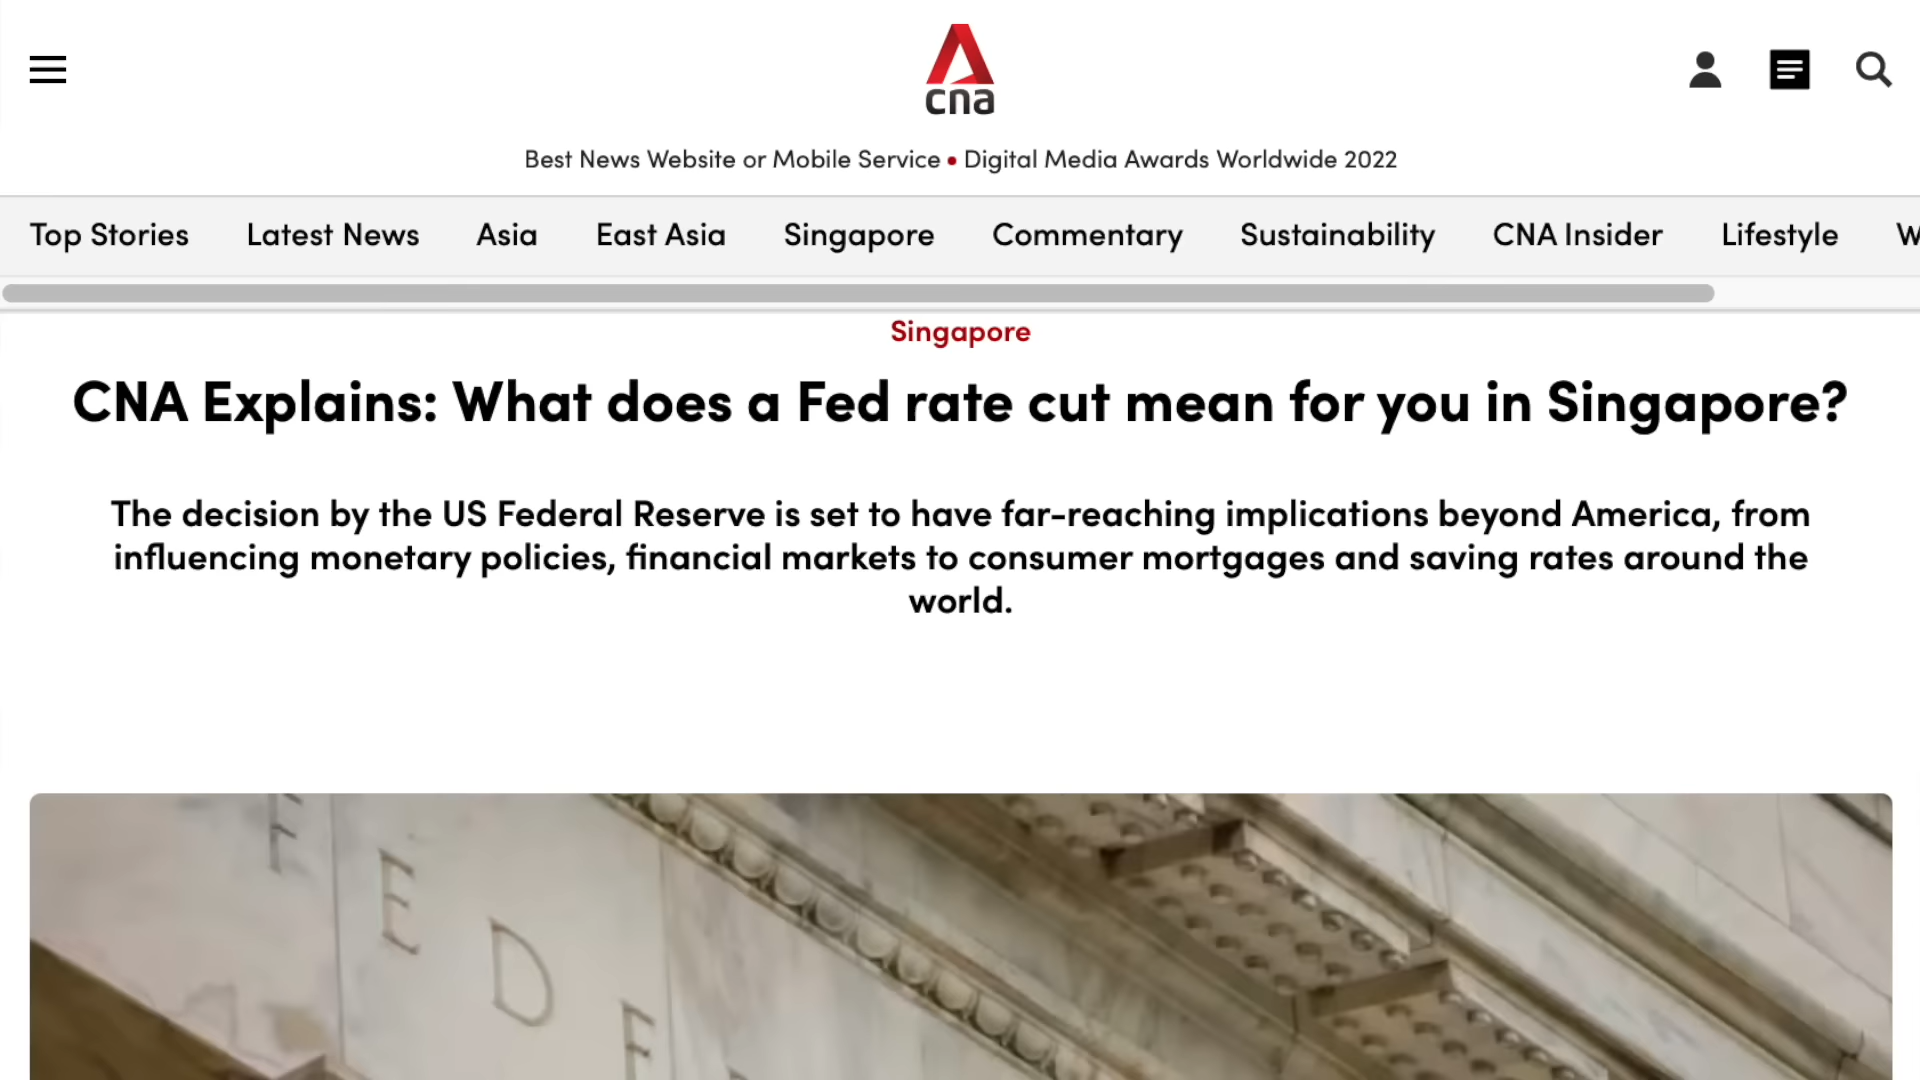 cna
Best News Website or Mobile Service • Digital Media Awards Worldwide 2022
Top Stories Latest News Asia East Asia Singapore Commentary Sustainability CNA Insider Lifestyle W
Singapore
CNA Explains: What does a Fed rate cut mean for you in Singapore?
The decision by the US Federal Reserve is set to have far-reaching implications beyond America, from
influencing monetary policies, financial markets to consumer mortgages and saving rates around the
world.
FED